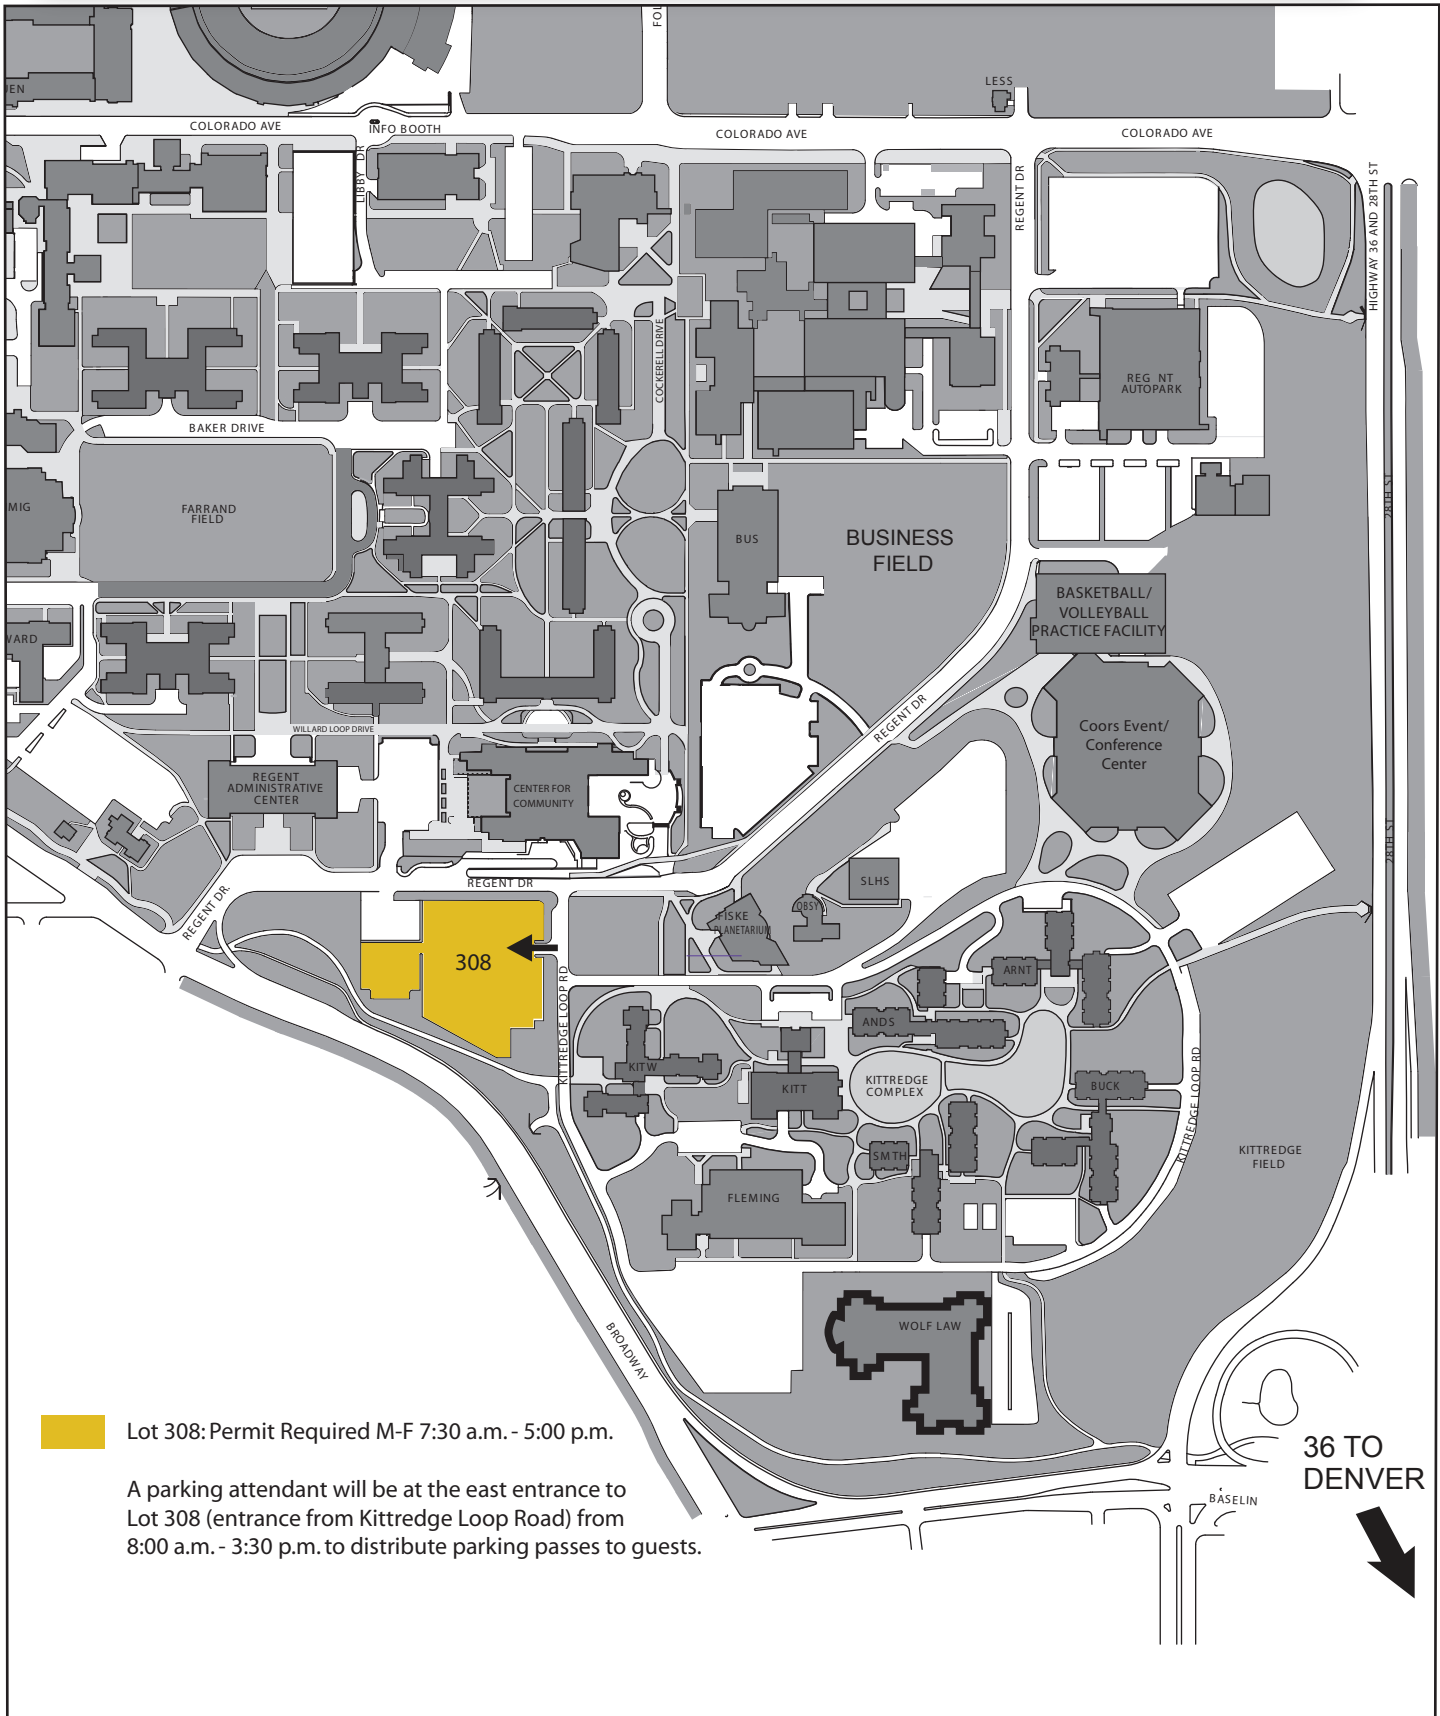 FOL
LESS
UEN
COLORADO AVE
INFO BOOTH
COLORADO AVE
COLORADO AVE
LIBBY DR
REGENT DR
HIGHWAY 36 AND 28TH ST
COCKERELL DRIVE
REG NT
AUTOPARK
BAKER DRIVE
28TH ST
MIG
FARRAND
FIELD
BUS
BUSINESS
FIELD
BASKETBALL/
VOLLEYBALL
PRACTICE FACILITY
WARD
REGENT DR
Coors Event/
Conference
Center
WILLARD LOOP DRIVE
REGENT
ADMINISTRATIVE
CENTER
CENTER FOR
COMMUNITY
28TH ST
REGENT DR
SLHS
REGENT DR.
OBSY
FISKE
PLANETARIUM
308
ARNT
KITTREDGE LOOP RD
ANDS
KITW
KITT
KITTREDGE
COMPLEX
BUCK
KITTREDGE LOOP RD
SMTH
KITTREDGE
FIELD
FLEMING
WOLF LAW
BROADWAY
Lot 308: Permit Required M-F 7:30 a.m. - 5:00 p.m.
36 TO
DENVER
A parking attendant will be at the east entrance to
Lot 308 (entrance from Kittredge Loop Road) from
8:00 a.m. - 3:30 p.m. to distribute parking passes to guests.
BASELIN